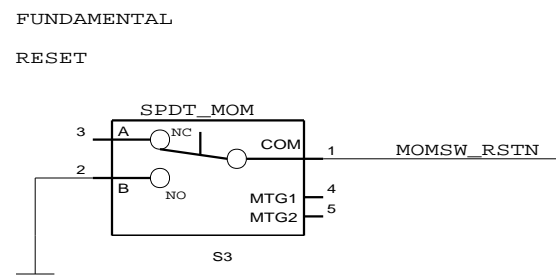 FUNDAMENTAL
RESET
SPDT_MOM
3 A NC
COM 1 MOMSW_RSTN
2 B NO
MTG1 4
MTG2 5
S3